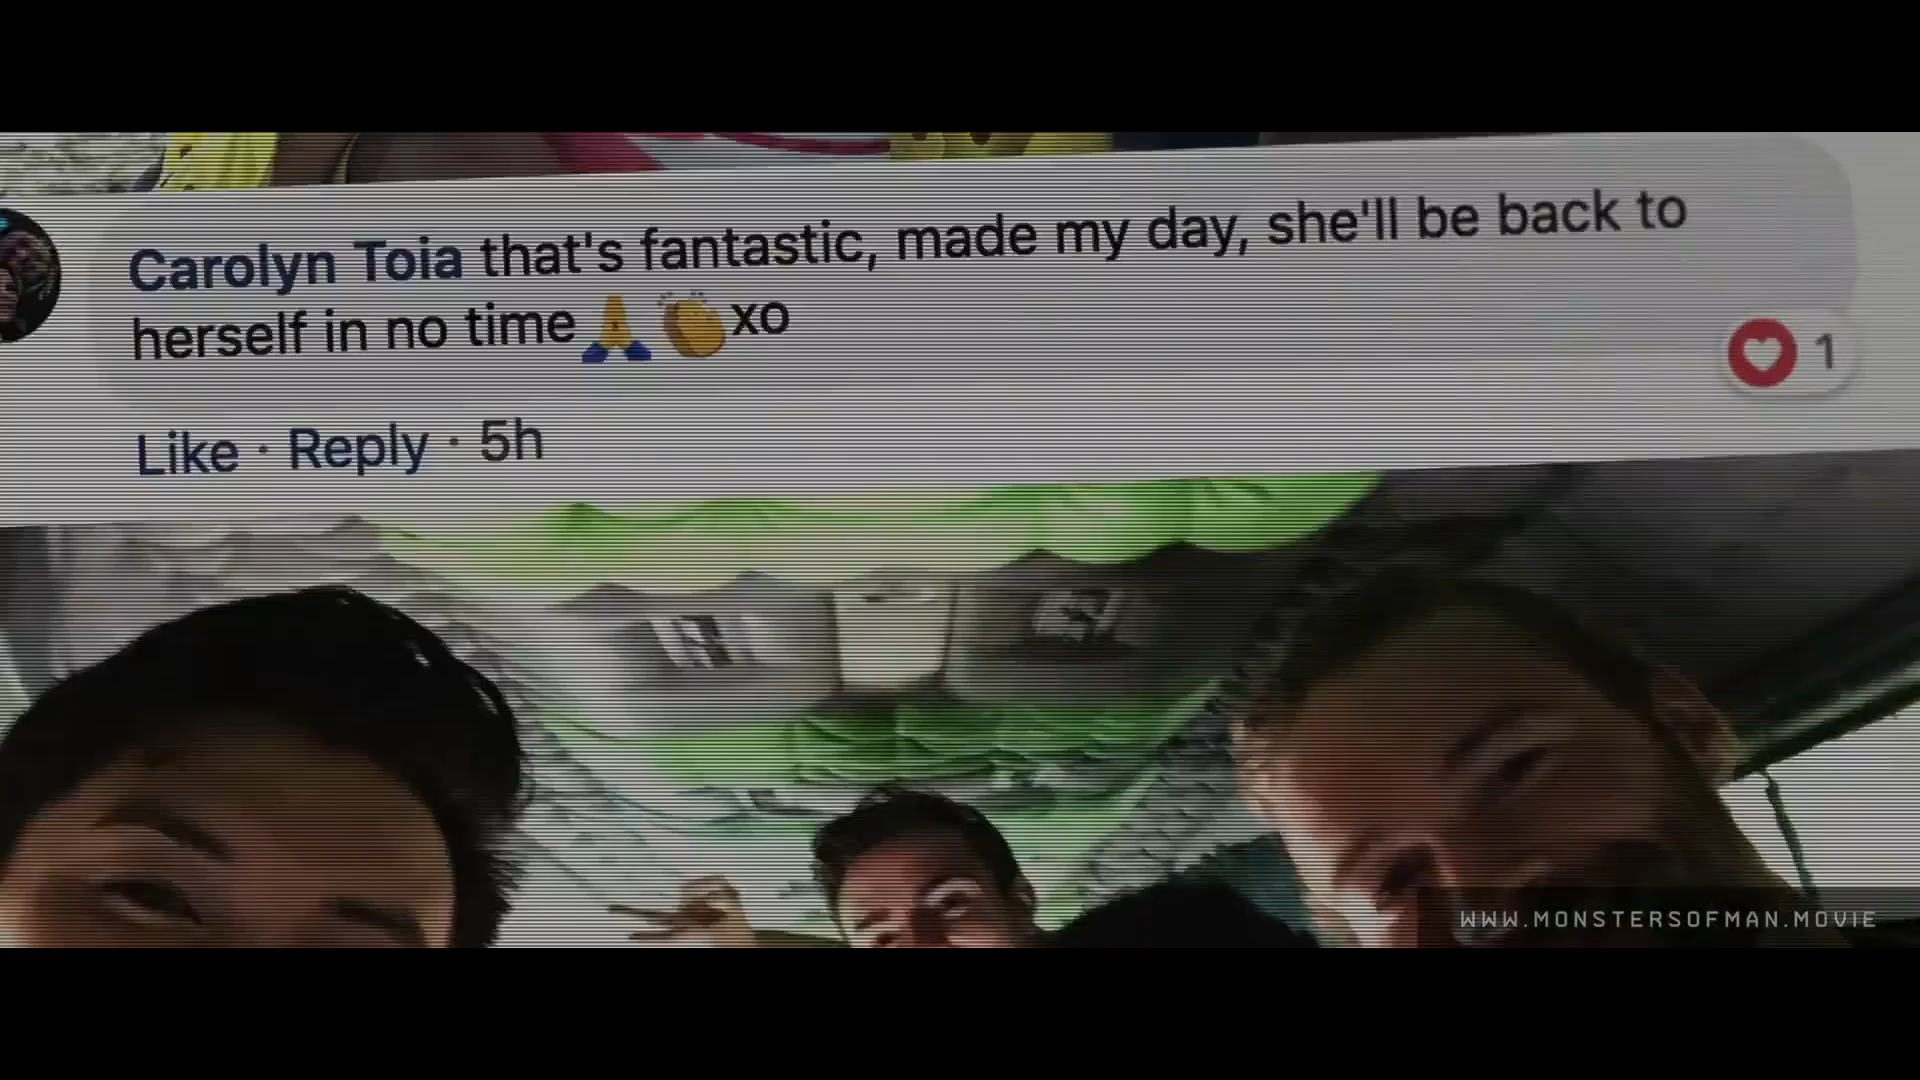 Carolyn Toia that's fantastic, made my day, she'll be back to
herself in no time🙏👏xo
1
Like · Reply · 5h
WWW.MONSTERSOFMAN.MOVIE